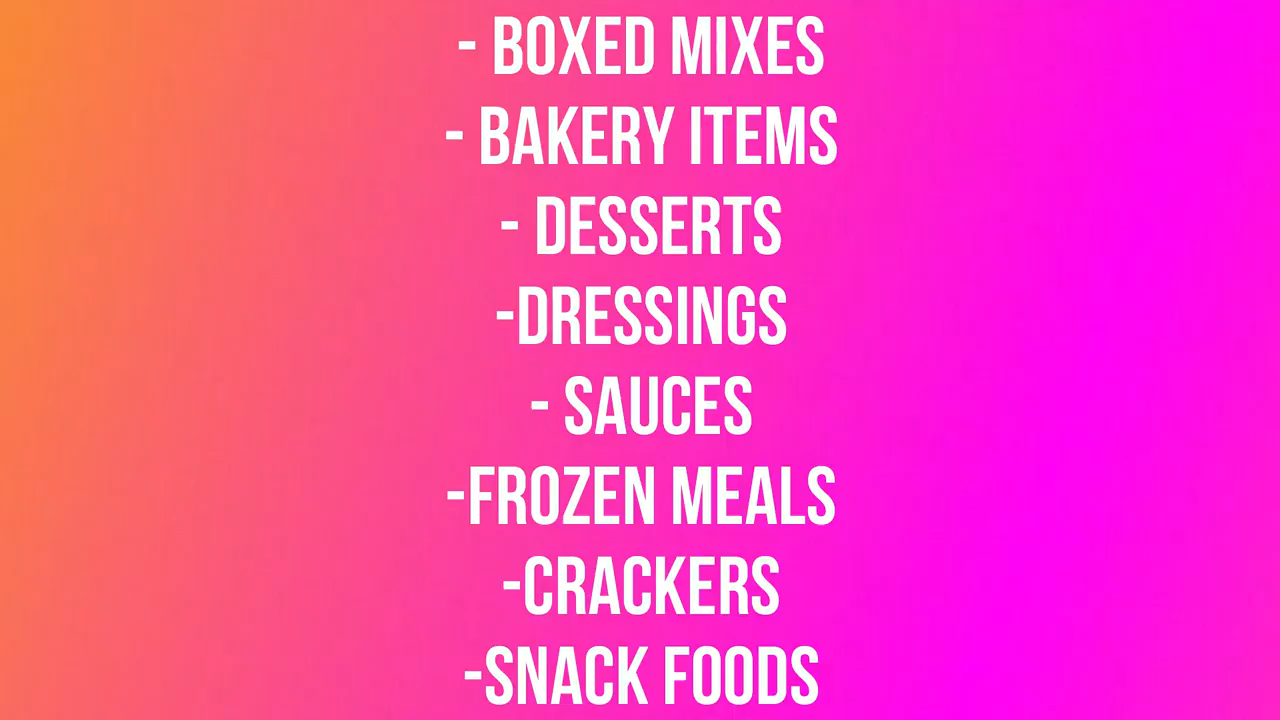 - BOXED MIXES
- BAKERY ITEMS
- DESSERTS
-DRESSINGS
- SAUCES
-FROZEN MEALS
-CRACKERS
-SNACK FOODS